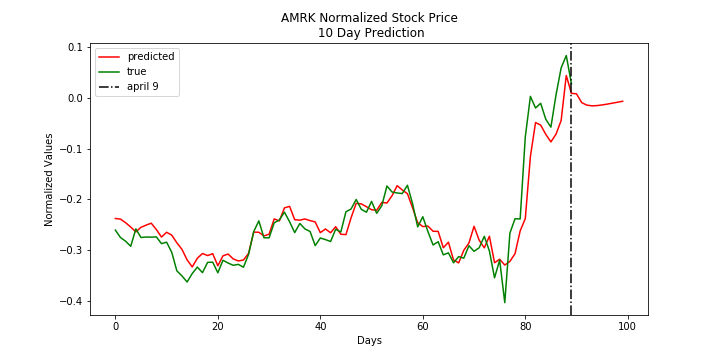 AMRK Normalized Stock Price
10 Day Prediction
predicted
true
april 9
0.1
0.0
−0.1
−0.2
−0.3
−0.4
Normalized Values
0 20 40 60 80 100
Days